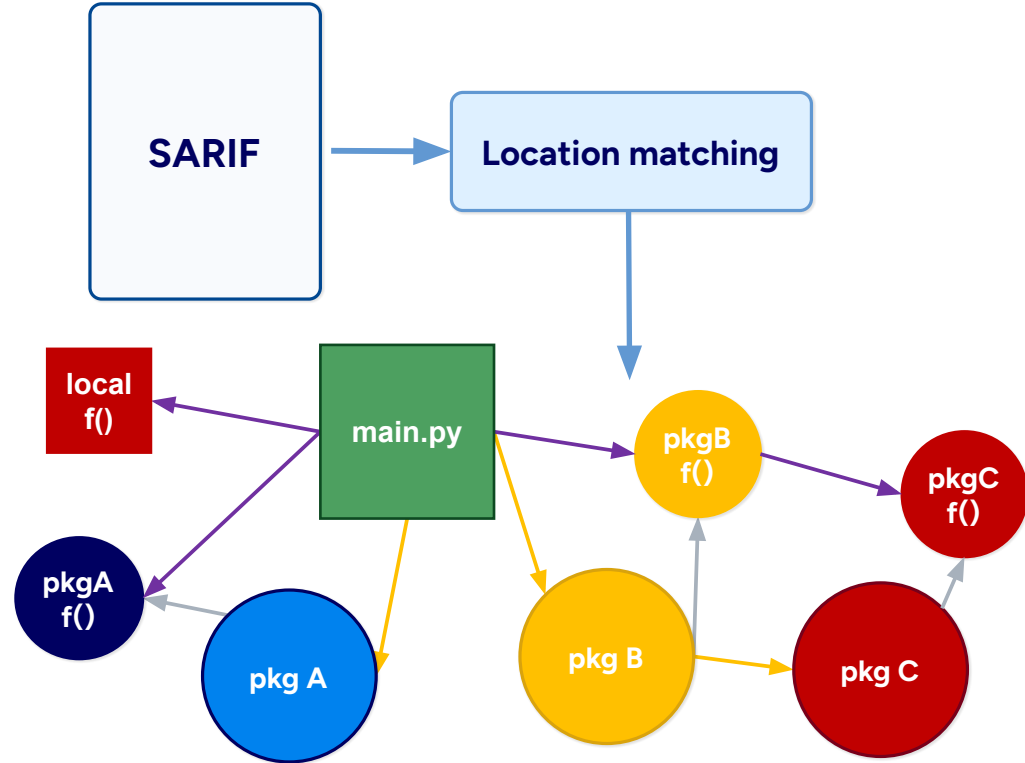 SARIF
Location matching
local
f()
main.py
pkgB
f()
pkgC
f()
pkgA
f()
pkg A
pkg B
pkg C